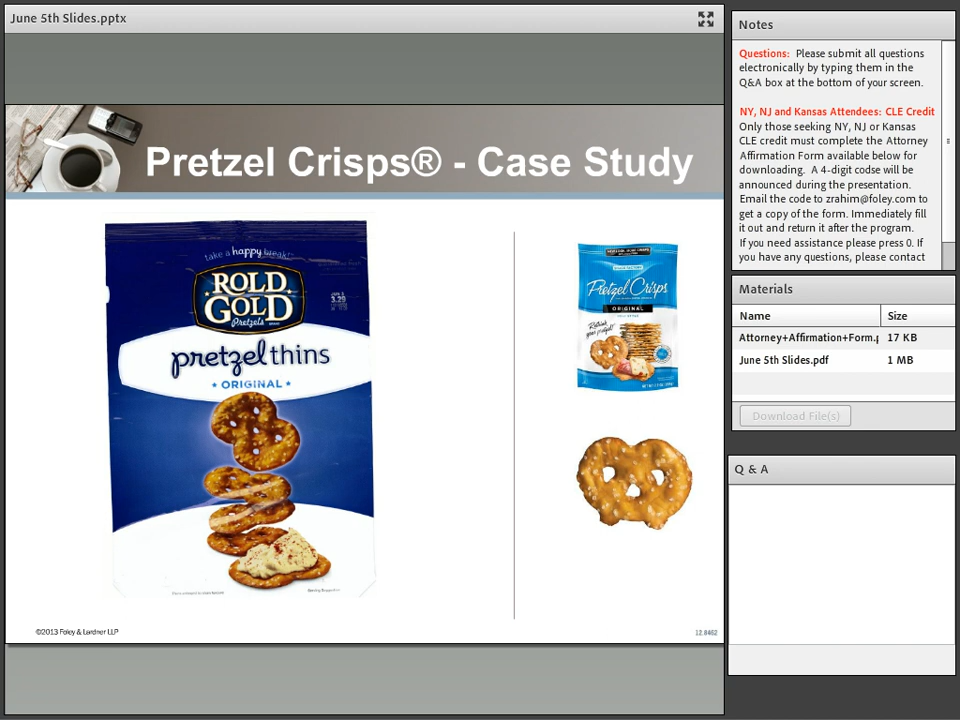 June 5th Slides.pptx
Pretzel Crisps® - Case Study
take a happy break!
ROLD
GOLD
Pretzels
3.29
pretzel thins
• ORIGINAL •
Pretzel Crisps
ORIGINAL
©2013 Foley & Lardner LLP
12.8462
Notes
Questions: Please submit all questions
electronically by typing them in the
Q&A box at the bottom of your screen.
NY, NJ and Kansas Attendees: CLE Credit
Only those seeking NY, NJ or Kansas
CLE credit must complete the Attorney
Affirmation Form available below for
downloading. A 4-digit codse will be
announced during the presentation.
Email the code to zrahim@foley.com to
get a copy of the form. Immediately fill
it out and return it after the program.
If you need assistance please press 0. If
you have any questions, please contact
Materials
Name Size
Attorney+Affirmation+Form.p 17 KB
June 5th Slides.pdf 1 MB
Download File(s)
Q & A